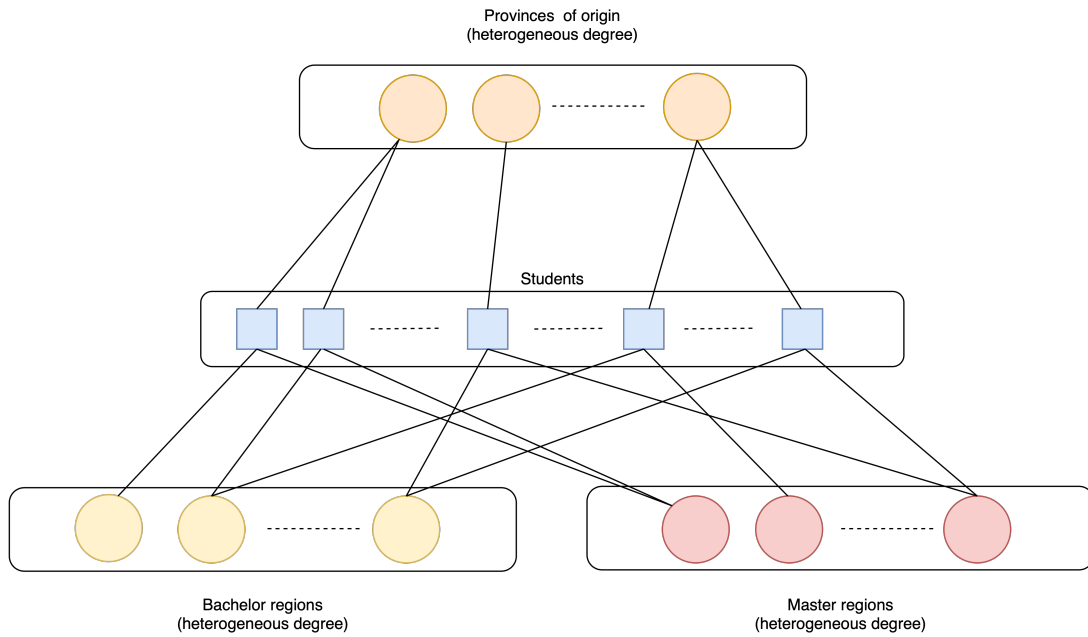 Provinces of origin
(heterogeneous degree)
Students
Bachelor regions
(heterogeneous degree)
Master regions
(heterogeneous degree)